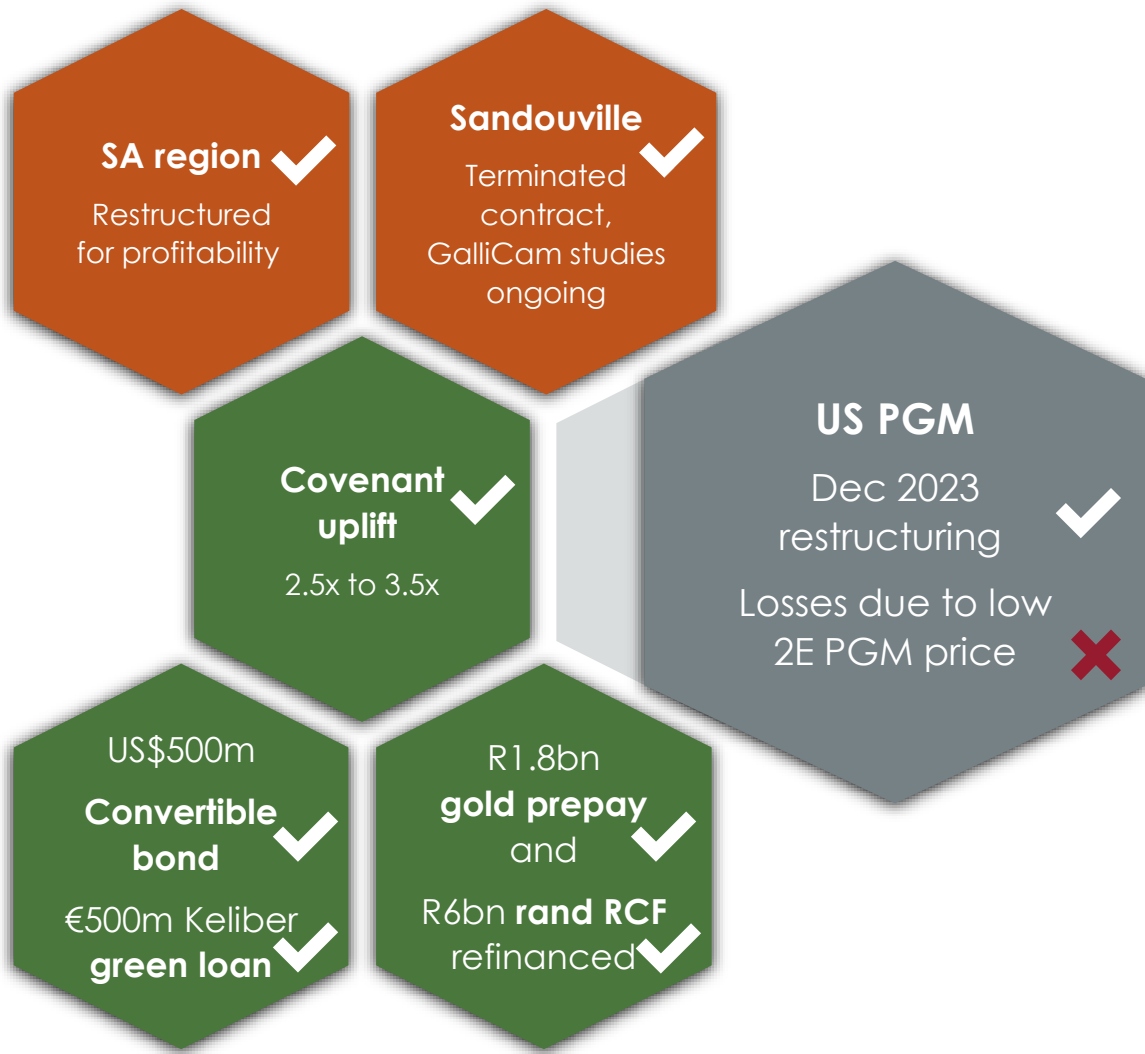 SA region
Restructured
for profitability
Sandouville
Terminated
contract,
GalliCam studies
ongoing
Covenant
uplift
2.5x to 3.5x
US PGM
Dec 2023
restructuring
Losses due to low
2E PGM price
US$500m
Convertible
bond
€500m Keliber
green loan
R1.8bn
gold prepay
and
R6bn rand RCF
refinanced